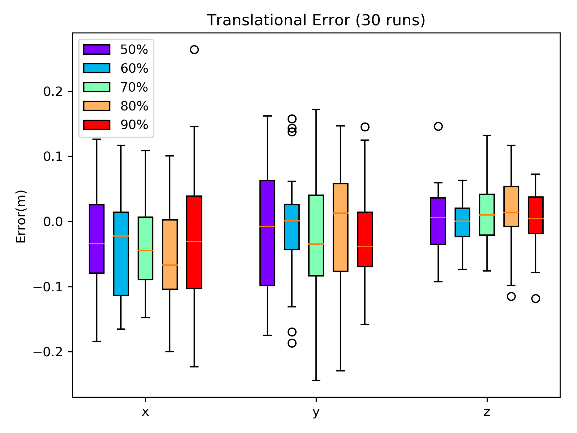 Translational Error (30 runs)
50%
60%
70%
80%
90%
Error(m)
0.2
0.1
0.0
−0.1
−0.2
x
y
z